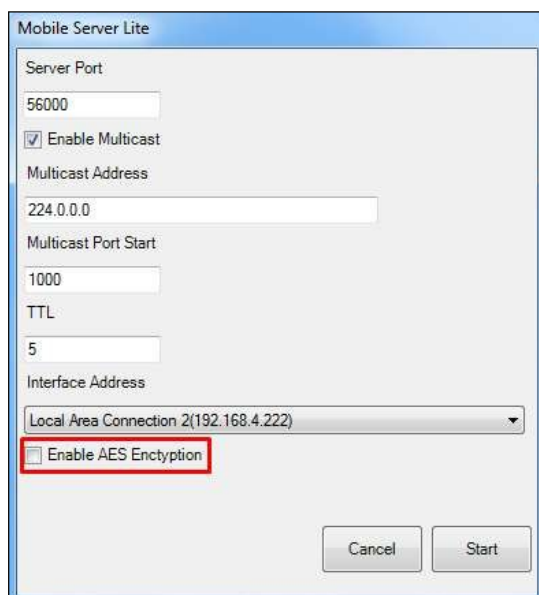 Mobile Server Lite
Server Port
56000
Enable Multicast
Multicast Address
224.0.0.0
Multicast Port Start
1000
TTL
5
Interface Address
Local Area Connection 2(192.168.4.222)
Enable AES Enctyption
Cancel Start